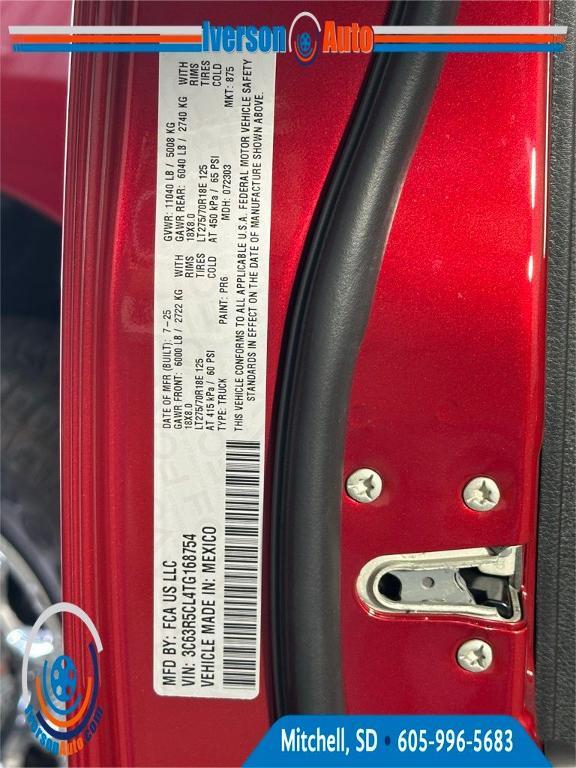 Iverson Auto
MFD BY: FCA US LLC
VIN: 3C63R5CL4TG168754
VEHICLE MADE IN: MEXICO
DATE OF MFR (BUILT): 7-25
GAWR FRONT: 6000 LB / 2722 KG WITH
18X8.0 RIMS
LT275/70R18E 125 TIRES
AT 415 kPa / 60 PSI COLD
TYPE: TRUCK PAINT: PR6
GVWR: 11040 LB / 5008 KG
GAWR REAR: 6040 LB / 2740 KG WITH
18X8.0 RIMS
LT275/70R18E 125 TIRES
AT 450 kPa / 65 PSI COLD
MDH: 072303 MKT: 875
THIS VEHICLE CONFORMS TO ALL APPLICABLE U.S.A. FEDERAL MOTOR VEHICLE SAFETY
STANDARDS IN EFFECT ON THE DATE OF MANUFACTURE SHOWN ABOVE.
IversonAuto.com
Mitchell, SD • 605-996-5683